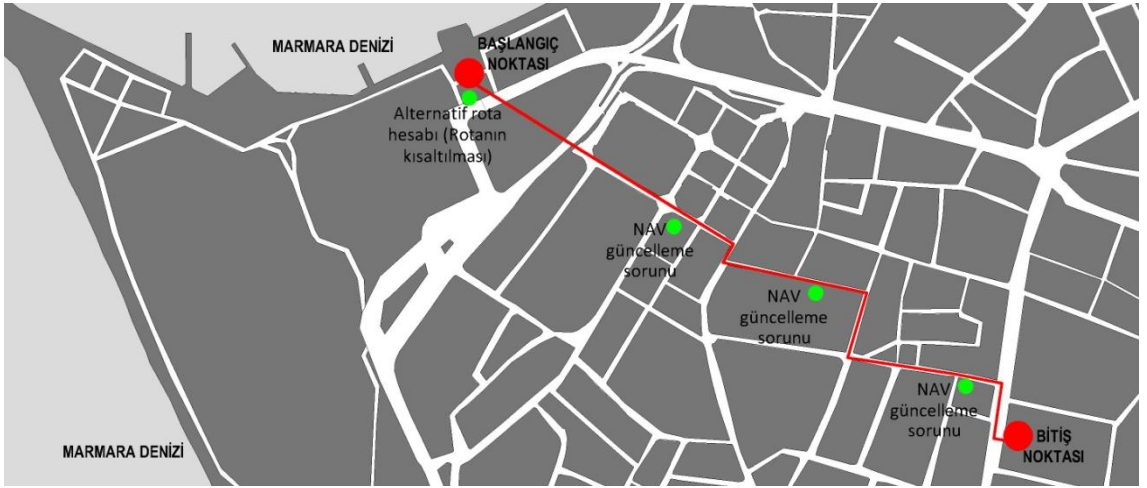 MARMARA DENİZİ
BAŞLANGIÇ
NOKTASI
Alternatif rota
hesabı (Rotanın
kısaltılması)
NAV
güncelleme
sorunu
NAV
güncelleme
sorunu
NAV
güncelleme
sorunu
BİTİŞ
NOKTASI
MARMARA DENİZİ